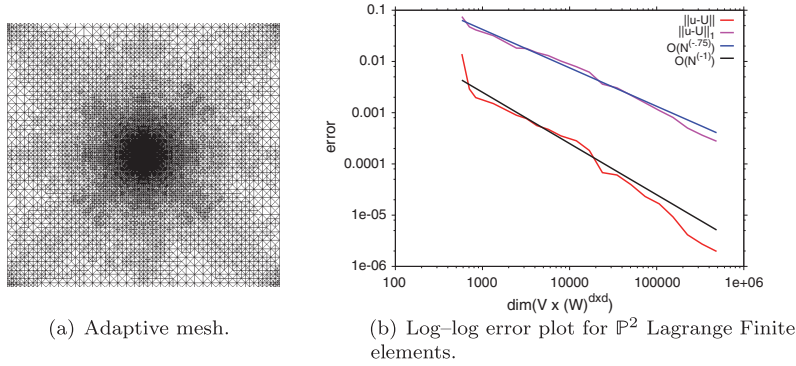 0.1
0.01
0.001
0.0001
1e-05
1e-06
error
100
1000
10000
100000
1e+06
dim(V x (W)^dxd)
||u-U||
||u-U||₁
O(N^(-.75))
O(N^(-1))
(a) Adaptive mesh.
(b) Log–log error plot for ℙ² Lagrange Finite
elements.